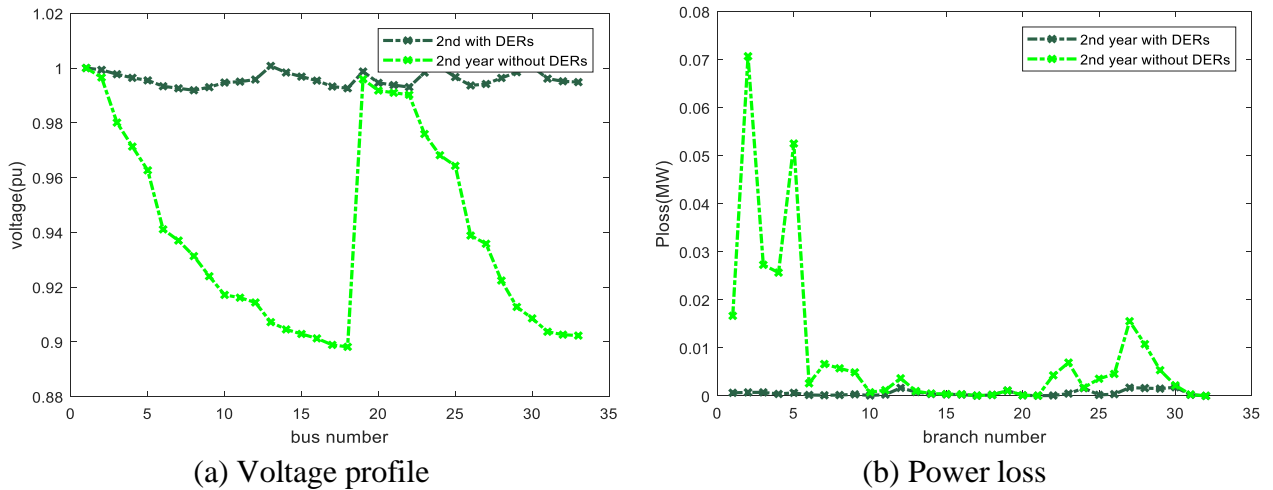 1.02
1
0.98
0.96
0.94
0.92
0.9
0.88
voltage(pu)
0 5 10 15 20 25 30 35
bus number
2nd with DERs
2nd year without DERs
(a) Voltage profile
0.08
0.07
0.06
0.05
0.04
0.03
0.02
0.01
0
Ploss(MW)
0 5 10 15 20 25 30 35
branch number
2nd year with DERs
2nd year without DERs
(b) Power loss